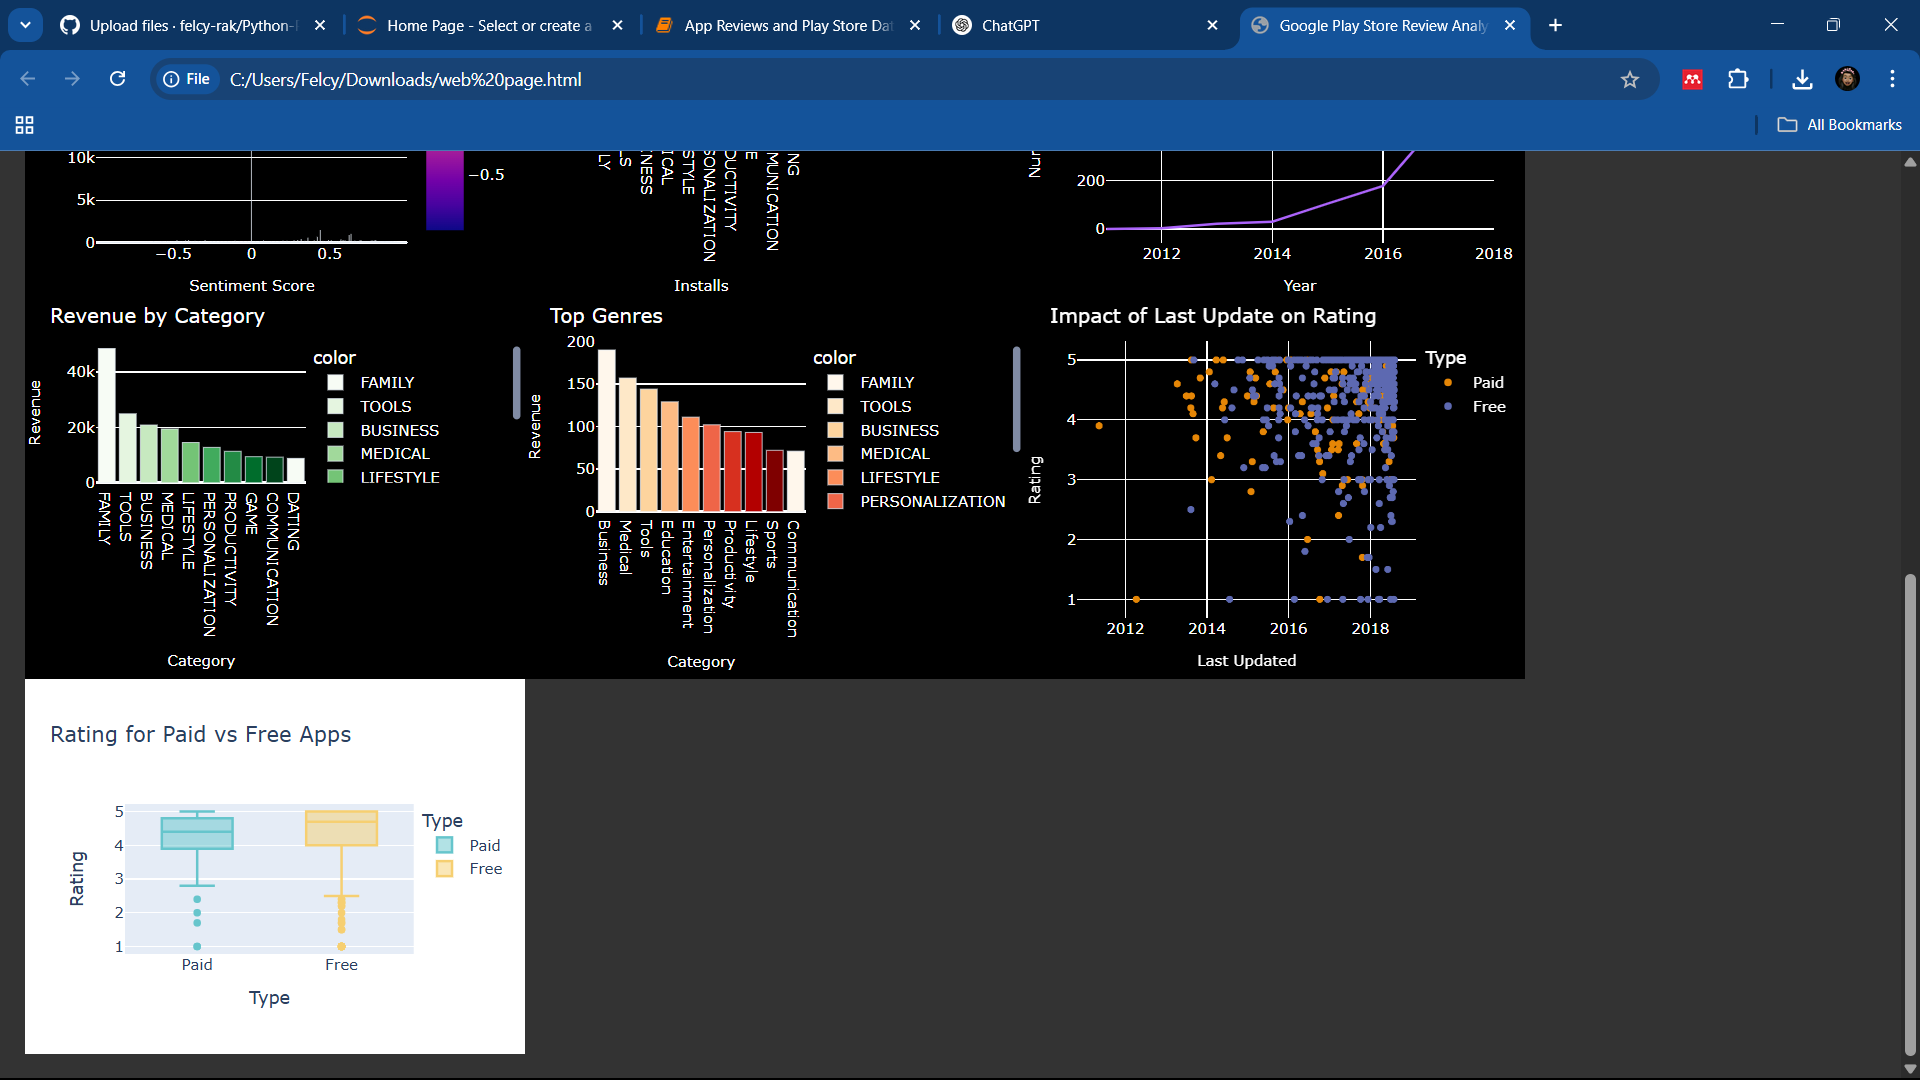 Upload files · felcy-rak/Python-
Home Page - Select or create a
App Reviews and Play Store Da
ChatGPT
Google Play Store Review Analy
File
C:/Users/Felcy/Downloads/web%20page.html
All Bookmarks
10k
5k
0
−0.5
0
0.5
Sentiment Score
−0.5
LY
LS
INESS
ICAL
STYLE
SONALIZATION
DUCTIVITY
E
MUNICATION
NG
Installs
200
0
2012
2014
2016
2018
Year
Revenue by Category
Revenue
40k
20k
0
FAMILY
TOOLS
BUSINESS
MEDICAL
LIFESTYLE
PERSONALIZATION
PRODUCTIVITY
GAME
COMMUNICATION
DATING
Category
color
FAMILY
TOOLS
BUSINESS
MEDICAL
LIFESTYLE
Top Genres
Revenue
200
150
100
50
0
Business
Medical
Tools
Education
Entertainment
Personalization
Productivity
Lifestyle
Sports
Communication
Category
color
FAMILY
TOOLS
BUSINESS
MEDICAL
LIFESTYLE
PERSONALIZATION
Impact of Last Update on Rating
Rating
5
4
3
2
1
2012
2014
2016
2018
Last Updated
Type
Paid
Free
Rating for Paid vs Free Apps
Rating
5
4
3
2
1
Paid
Free
Type
Type
Paid
Free